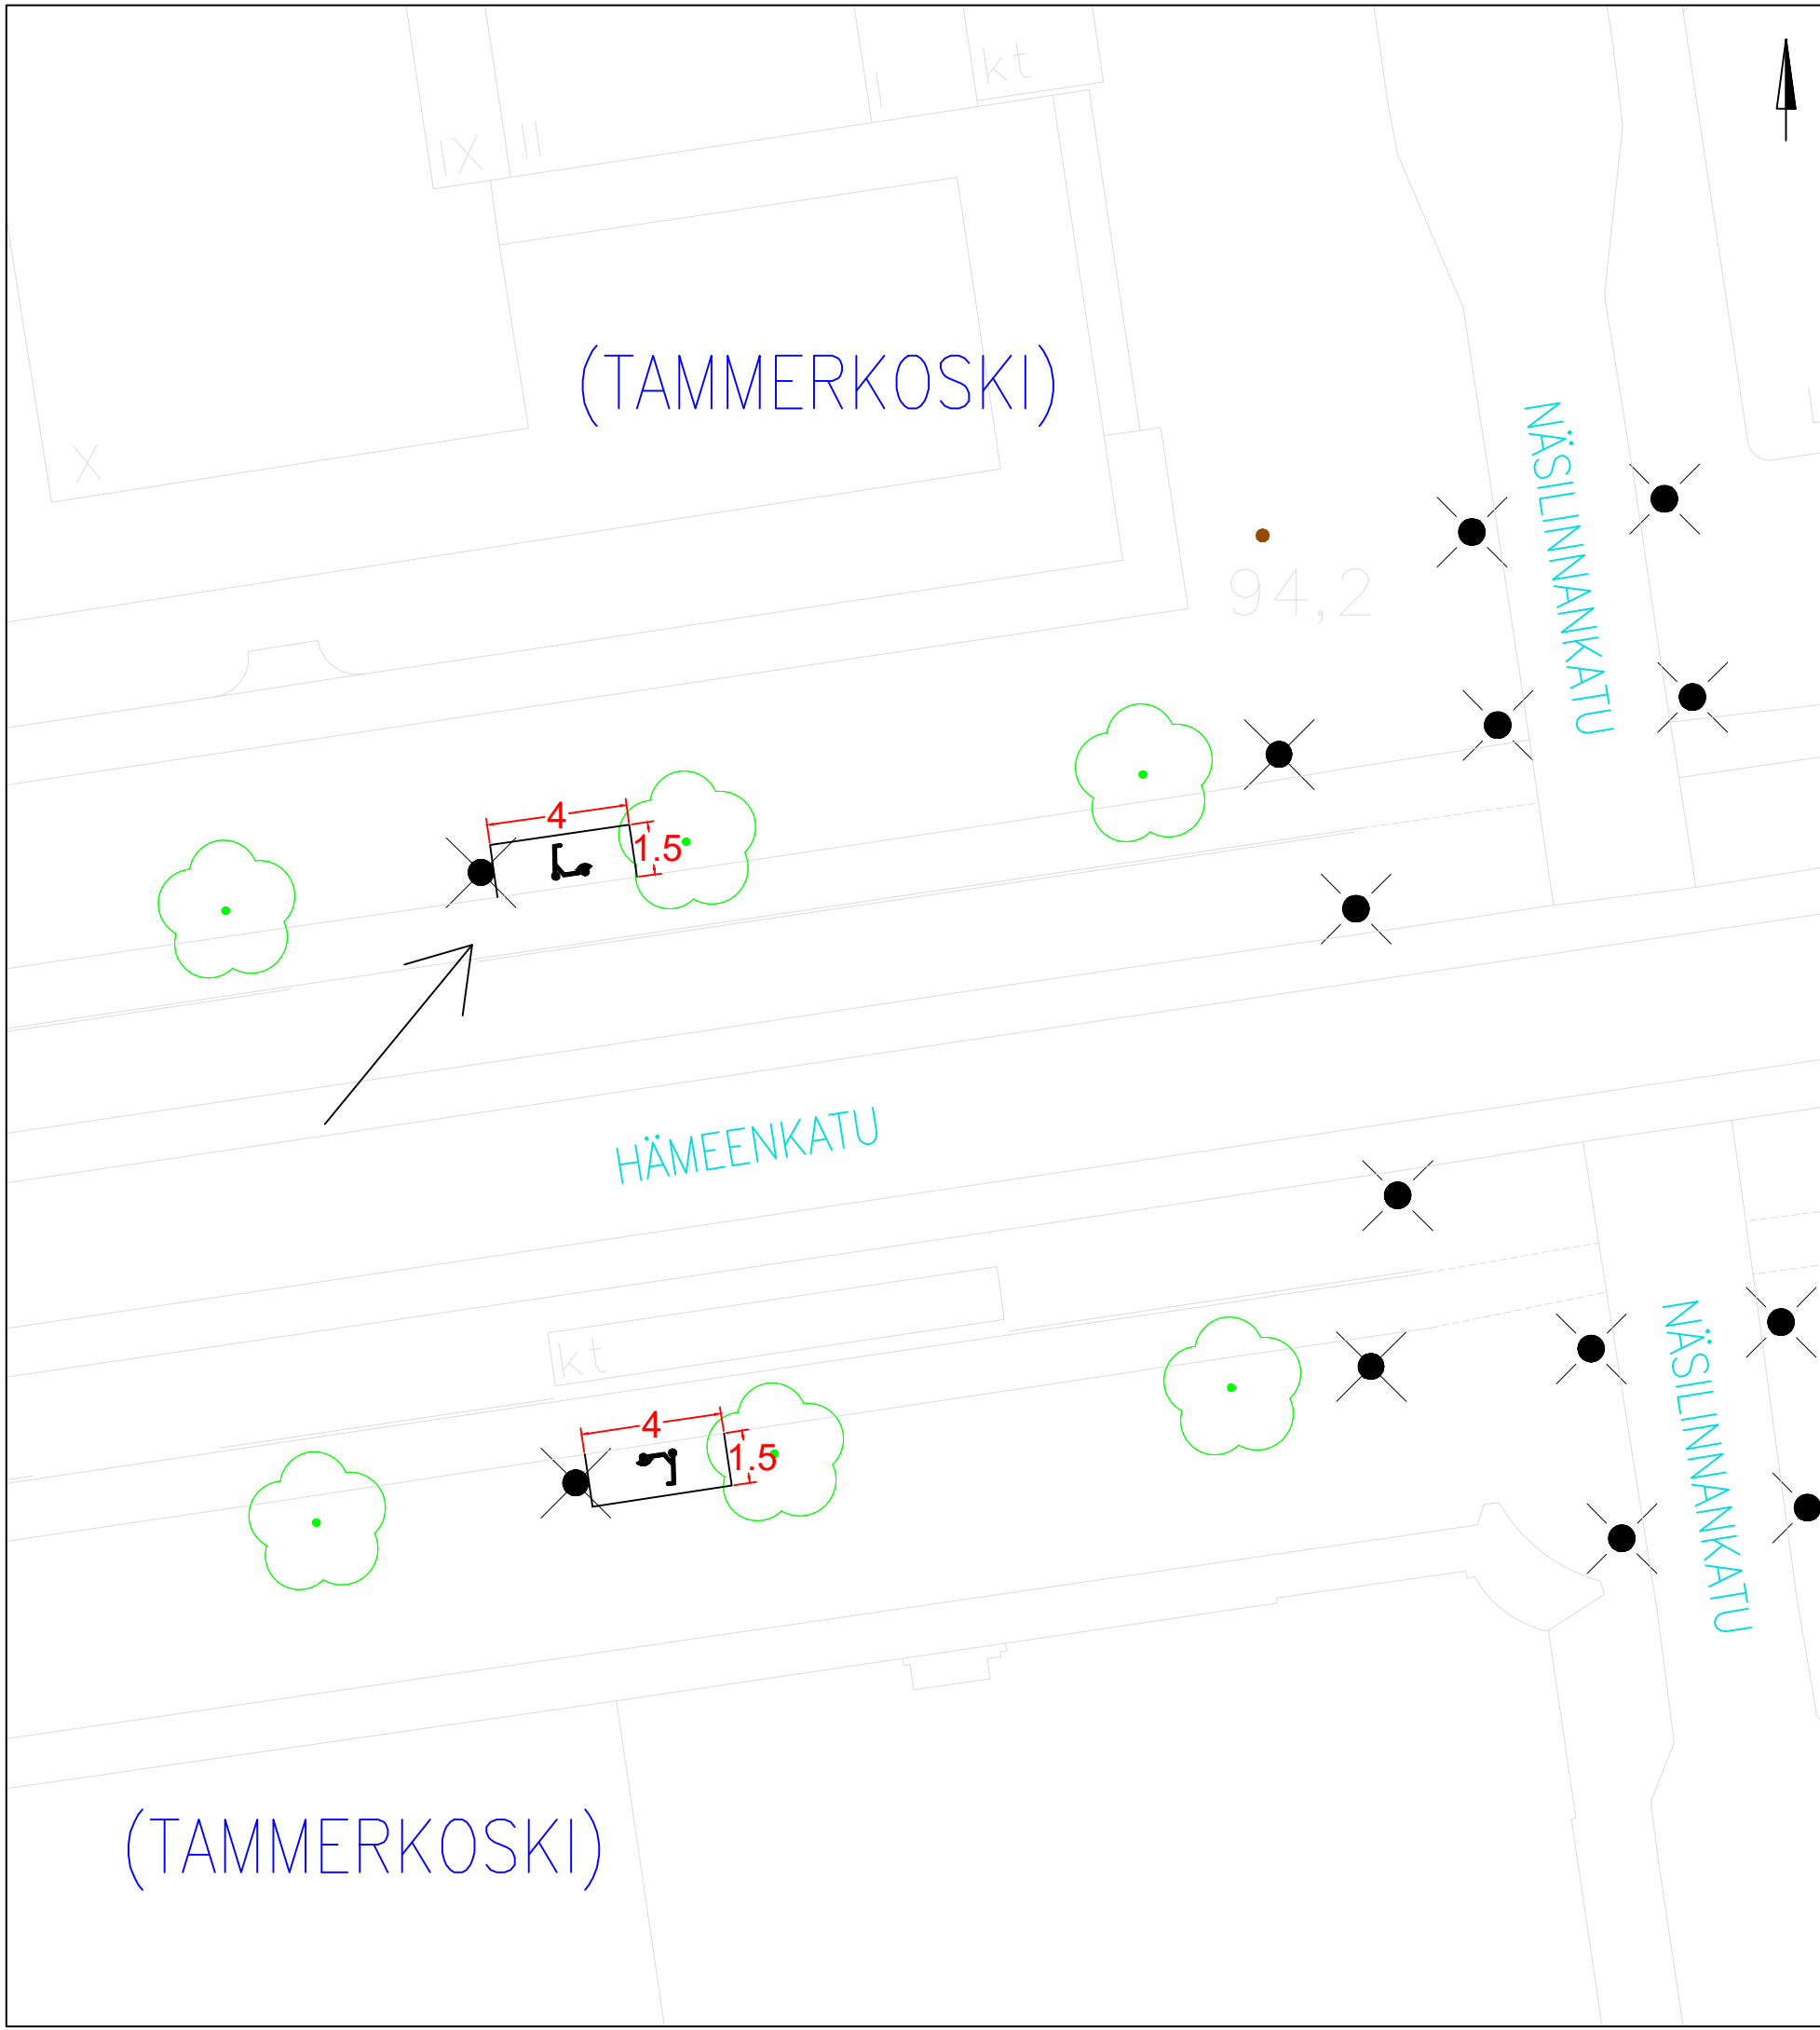 kt
I
IX II
(TAMMERKOSKI)
X
NÄSILINNANKATU
94,2
4
1.5
HÄMEENKATU
NÄSILINNANKATU
kt
4
1.5
(TAMMERKOSKI)